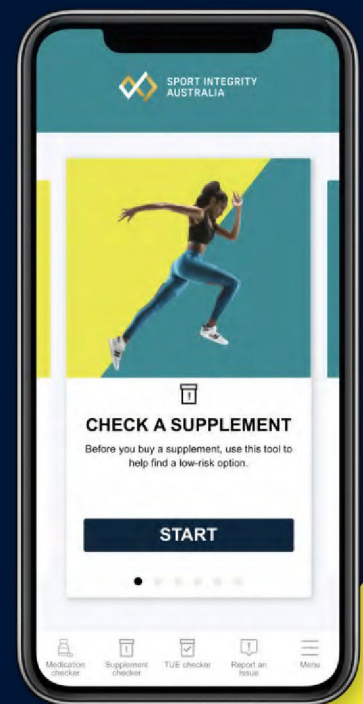 SPORT INTEGRITY
AUSTRALIA
CHECK A SUPPLEMENT
Before you buy a supplement, use this tool to
help find a low-risk option.
START
Medication
checker
Supplement
checker
TUE checker
Report an
Issue
Menu